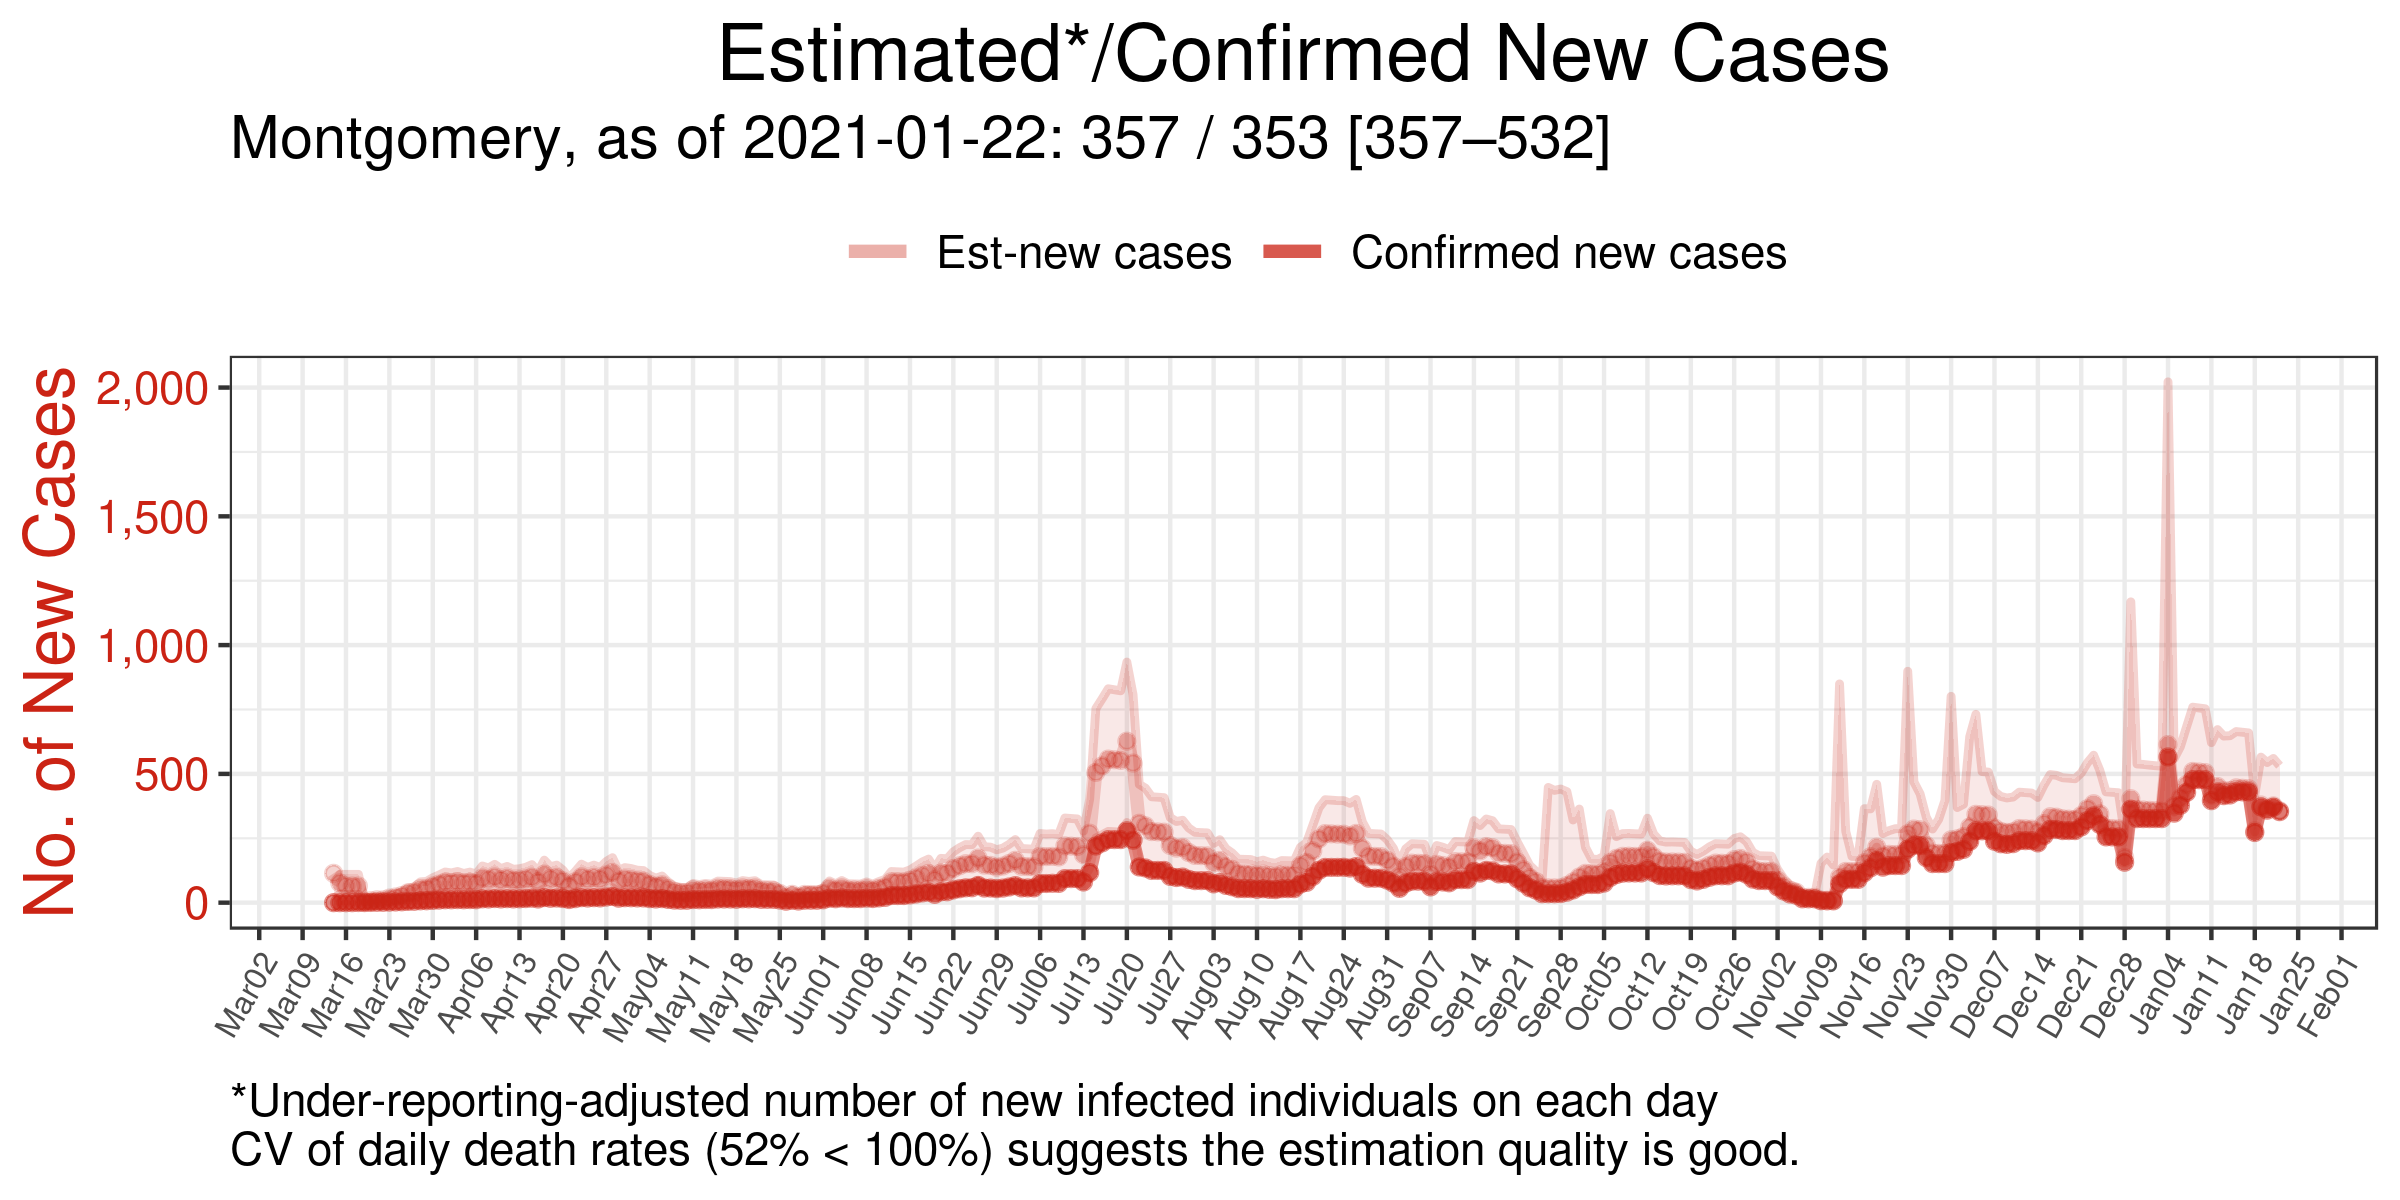 Estimated*/Confirmed New Cases
Montgomery, as of 2021-01-22: 357 / 353 [357–532]
Est-new cases Confirmed new cases
No. of New Cases
2,000
1,500
1,000
500
0
Mar02 Mar09 Mar16 Mar23 Mar30 Apr06 Apr13 Apr20 Apr27 May04 May11 May18 May25 Jun01 Jun08 Jun15 Jun22 Jun29 Jul06 Jul13 Jul20 Jul27 Aug03 Aug10 Aug17 Aug24 Aug31 Sep07 Sep14 Sep21 Sep28 Oct05 Oct12 Oct19 Oct26 Nov02 Nov09 Nov16 Nov23 Nov30 Dec07 Dec14 Dec21 Dec28 Jan04 Jan11 Jan18 Jan25 Feb01
*Under-reporting-adjusted number of new infected individuals on each day
CV of daily death rates (52% < 100%) suggests the estimation quality is good.